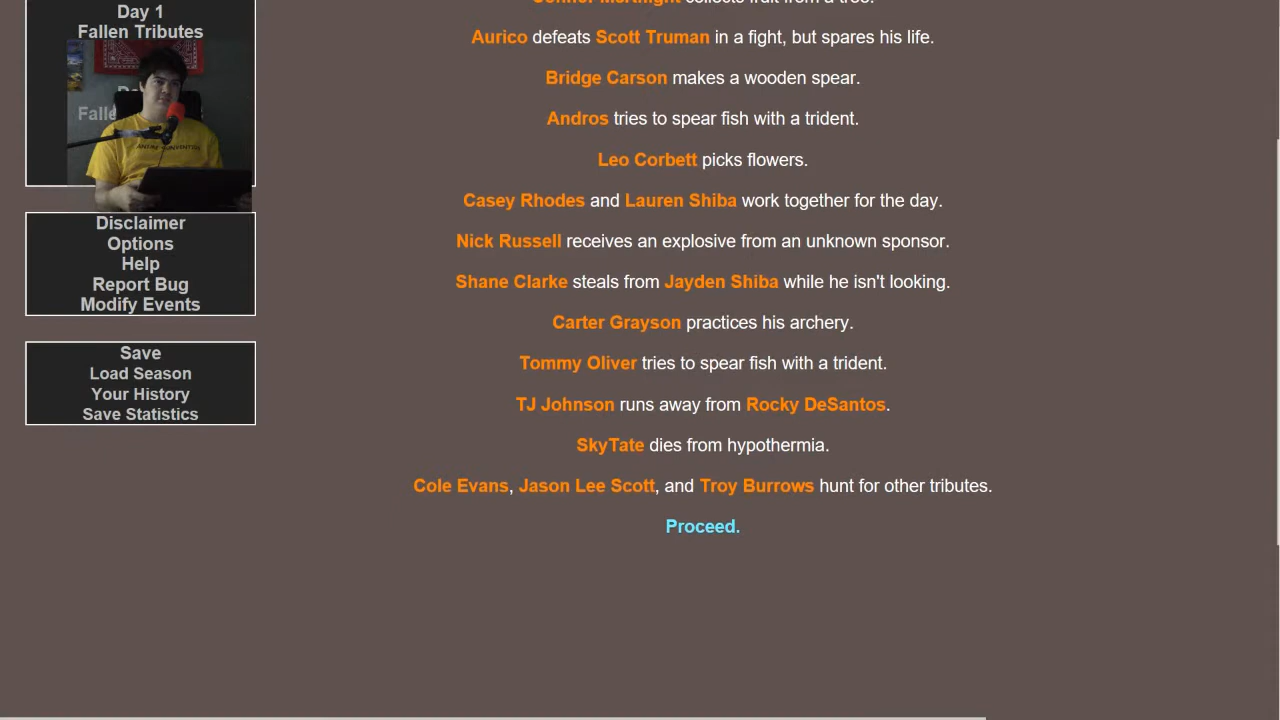 Day 1
Fallen Tributes
Disclaimer
Options
Help
Report Bug
Modify Events
Save
Load Season
Your History
Save Statistics
Aurico defeats Scott Truman in a fight, but spares his life.
Bridge Carson makes a wooden spear.
Andros tries to spear fish with a trident.
Leo Corbett picks flowers.
Casey Rhodes and Lauren Shiba work together for the day.
Nick Russell receives an explosive from an unknown sponsor.
Shane Clarke steals from Jayden Shiba while he isn't looking.
Carter Grayson practices his archery.
Tommy Oliver tries to spear fish with a trident.
TJ Johnson runs away from Rocky DeSantos.
SkyTate dies from hypothermia.
Cole Evans, Jason Lee Scott, and Troy Burrows hunt for other tributes.
Proceed.